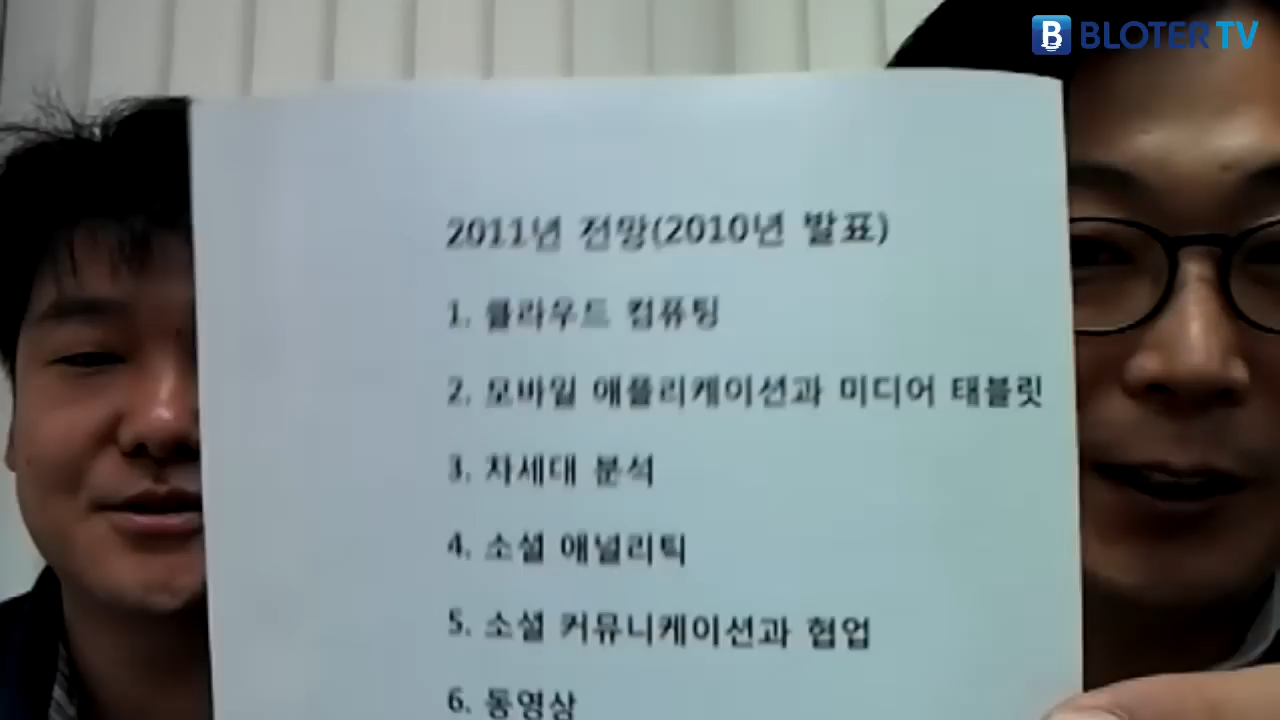 BLOTER TV
2011년 전망(2010년 발표)
1. 클라우드 컴퓨팅
2. 모바일 애플리케이션과 미디어 태블릿
3. 차세대 분석
4. 소셜 애널리틱
5. 소셜 커뮤니케이션과 협업
6. 동영상